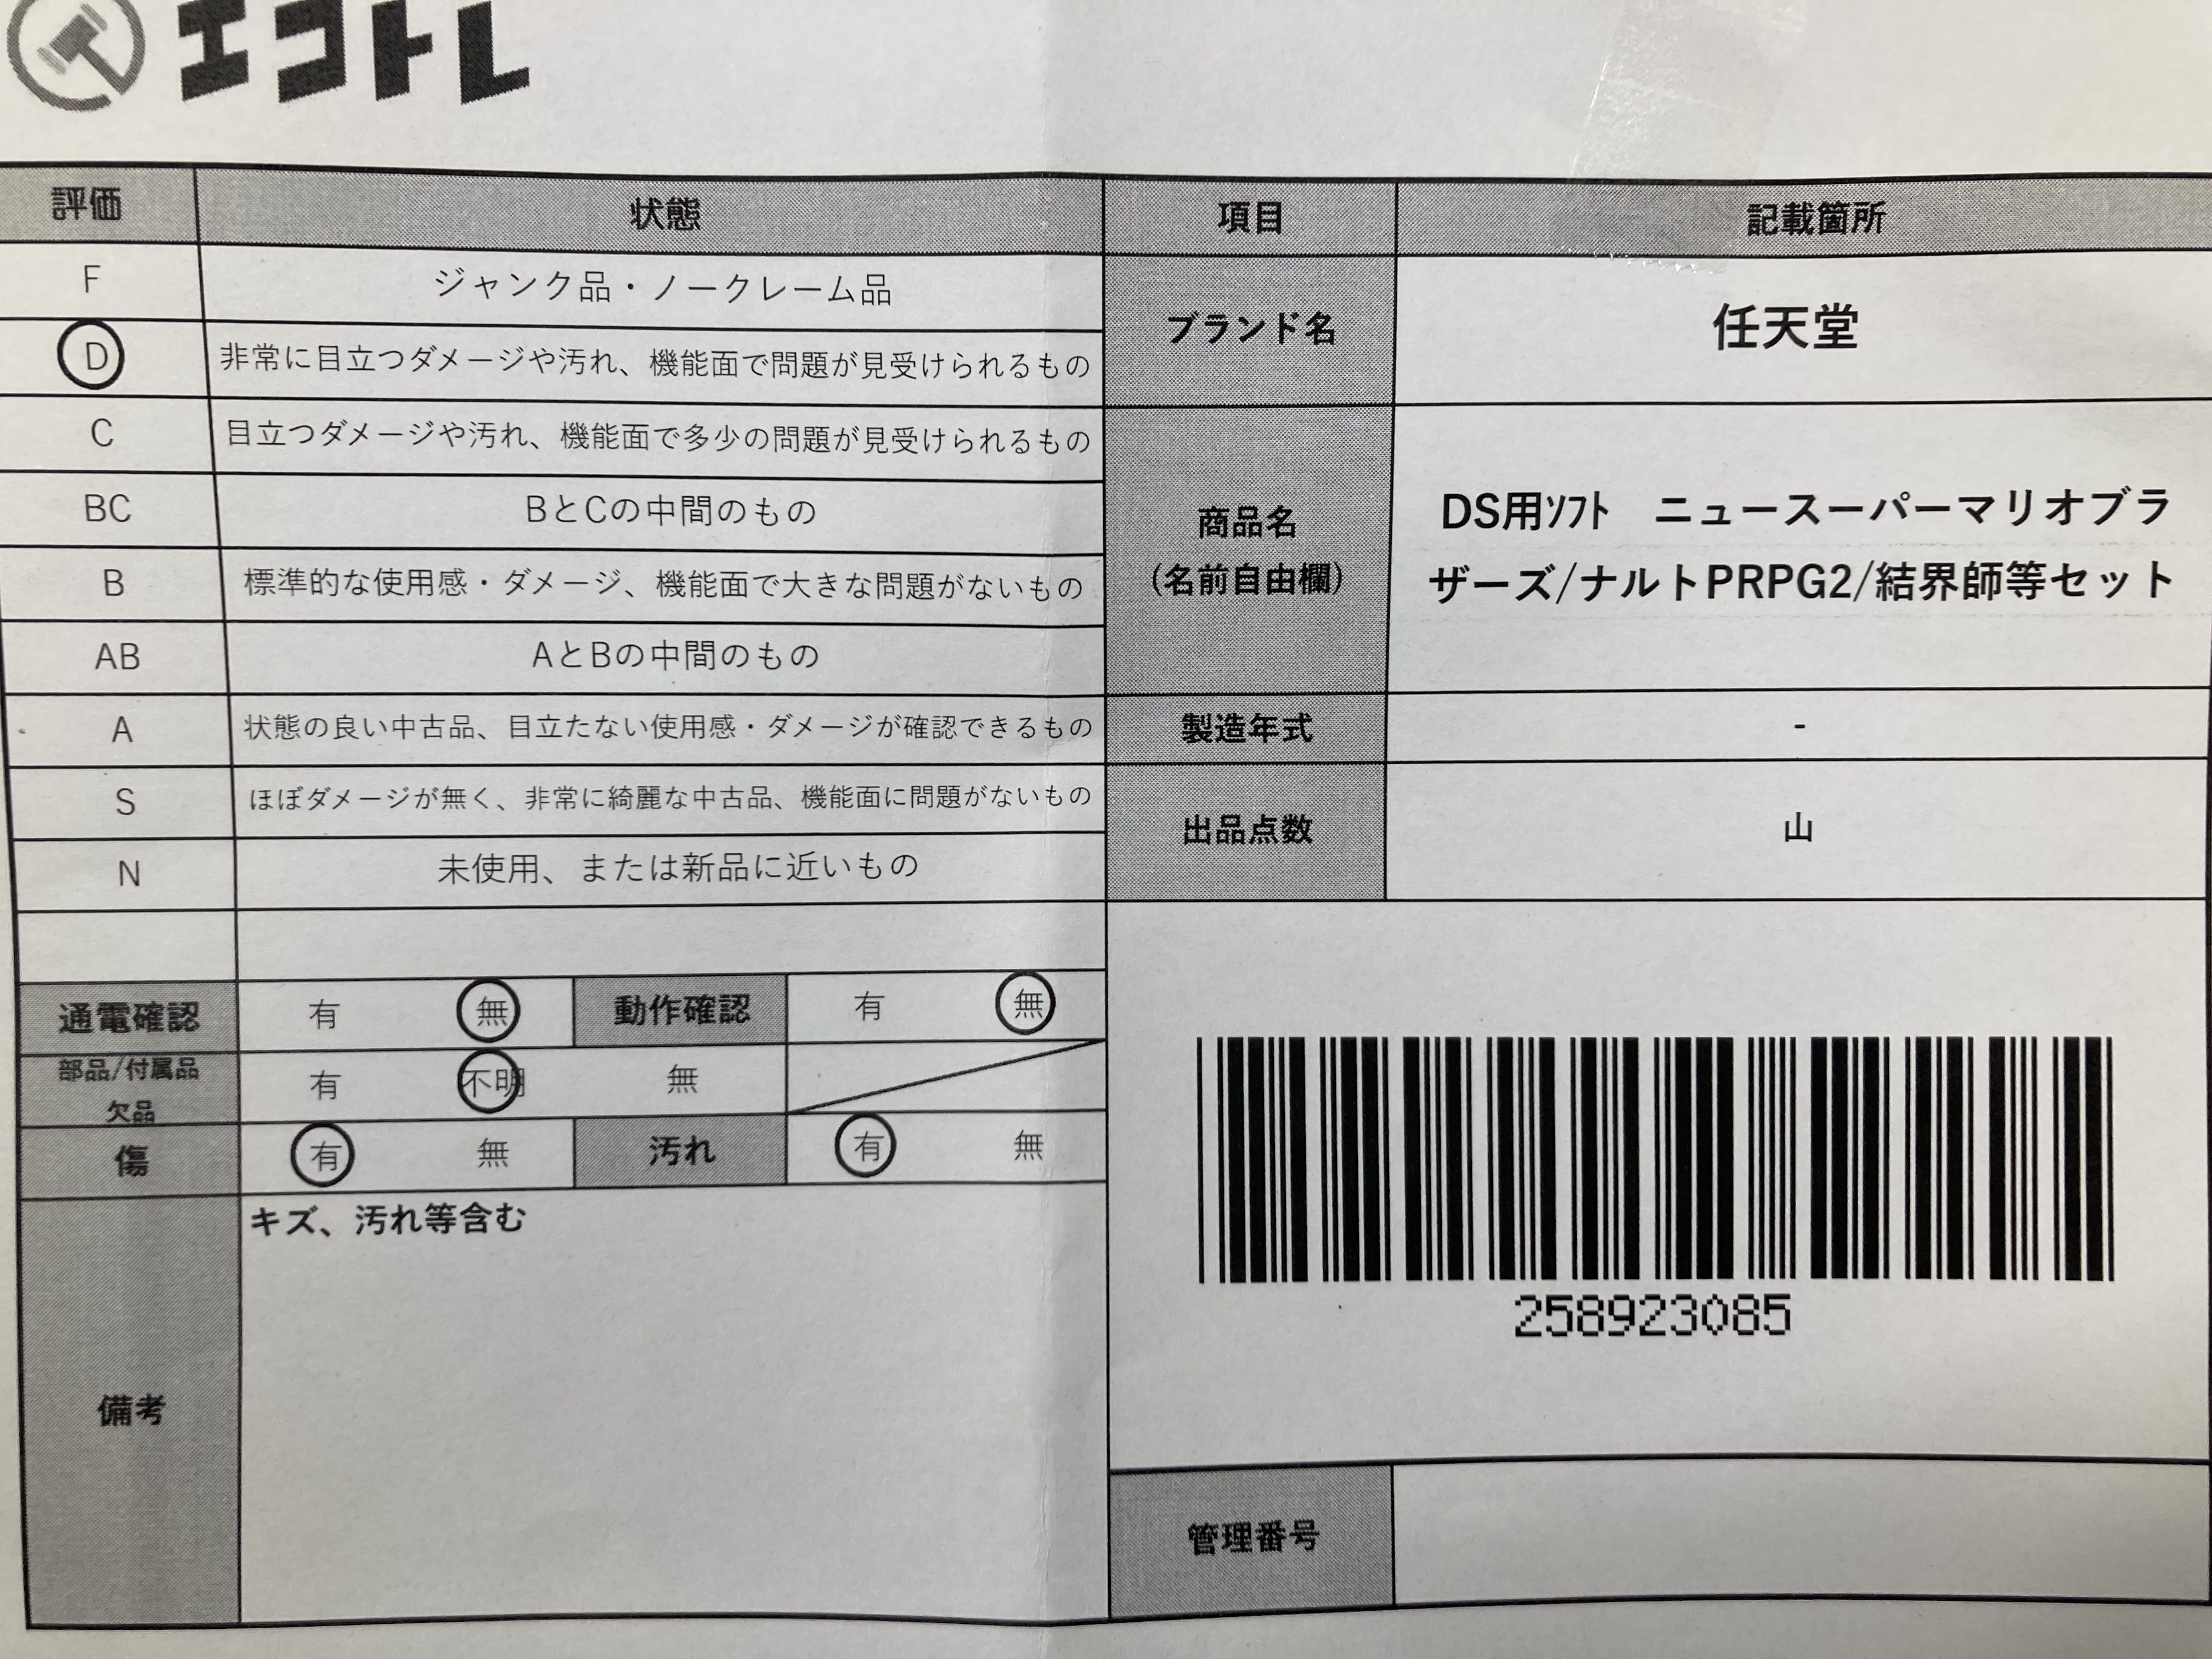 エコトレ
評価 状態 項目 記載箇所
F ジャンク品・ノークレーム品
D 非常に目立つダメージや汚れ、機能面で問題が見受けられるもの
ブランド名 任天堂
C 目立つダメージや汚れ、機能面で多少の問題が見受けられるもの
BC BとCの中間のもの
B 標準的な使用感・ダメージ、機能面で大きな問題がないもの
AB AとBの中間のもの
商品名
(名前自由欄)
DS用ｿﾌﾄ　ニュースーパーマリオブラ
ザーズ/ナルトPRPG2/結界師等セット
A 状態の良い中古品、目立たない使用感・ダメージが確認できるもの
製造年式 -
S ほぼダメージが無く、非常に綺麗な中古品、機能面に問題がないもの
N 未使用、または新品に近いもの
出品点数 山
通電確認 有 無 動作確認 有 無
部品/付属品
欠品
有 不明 無
傷 有 無 汚れ 有 無
備考 キズ、汚れ等含む
258923085
管理番号